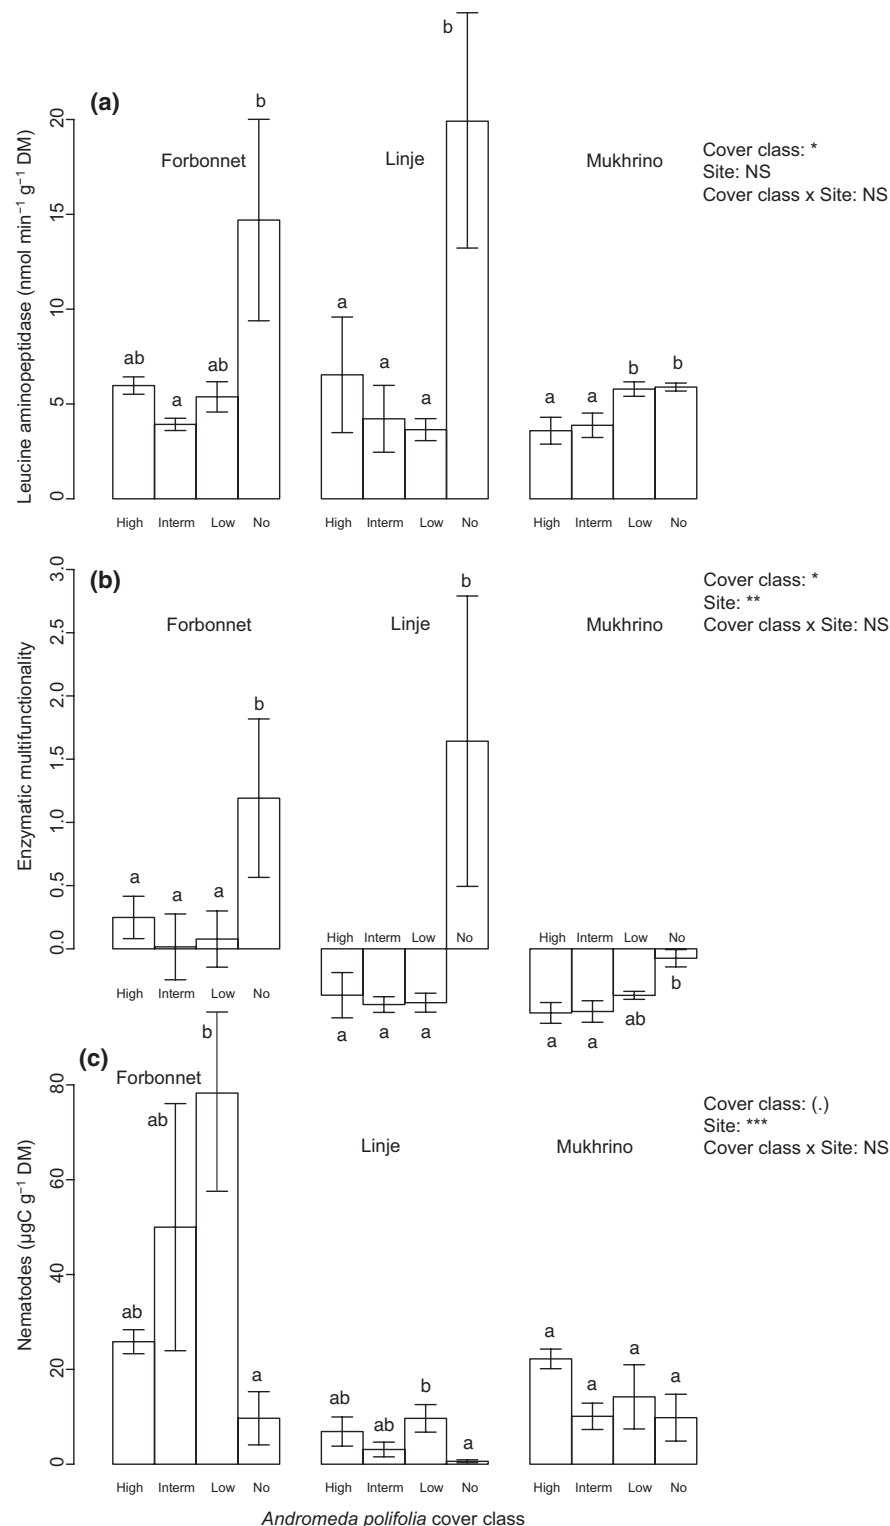 (a)
Leucine aminopeptidase (nmol min⁻¹ g⁻¹ DM)
0
5
10
15
20
Forbonnet
Linje
Mukhrino
Cover class: *
Site: NS
Cover class x Site: NS
ab
a
ab
b
a
a
a
b
a
a
b
b
High Interm Low No
High Interm Low No
High Interm Low No
(b)
Enzymatic multifunctionality
0.0
0.5
1.0
1.5
2.0
2.5
3.0
Forbonnet
Linje
Mukhrino
Cover class: *
Site: **
Cover class x Site: NS
a
a
a
b
a
a
a
b
a
a
ab
b
High Interm Low No
High Interm Low No
High Interm Low No
(c)
Nematodes (µgC g⁻¹ DM)
0
20
40
60
80
Forbonnet
Linje
Mukhrino
Cover class: (.)
Site: ***
Cover class x Site: NS
ab
ab
b
a
ab
ab
b
a
a
a
a
a
High Interm Low No
High Interm Low No
High Interm Low No
Andromeda polifolia cover class